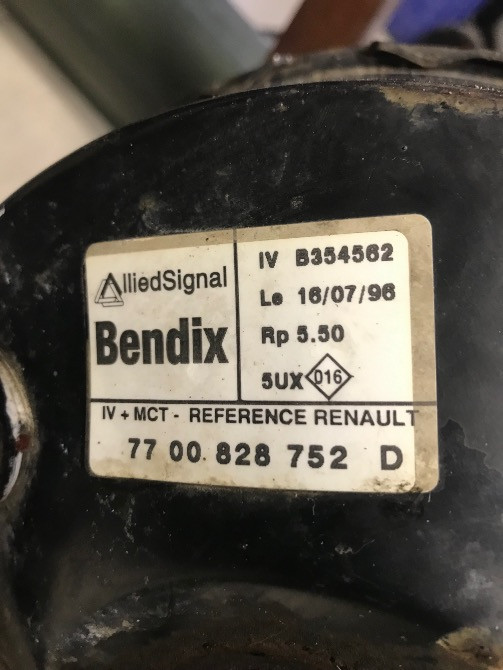 AlliedSignal
Bendix
IV B354562
Le 16/07/96
Rp 5.50
5UX D16
IV + MCT - REFERENCE RENAULT
77 00 828 752 D